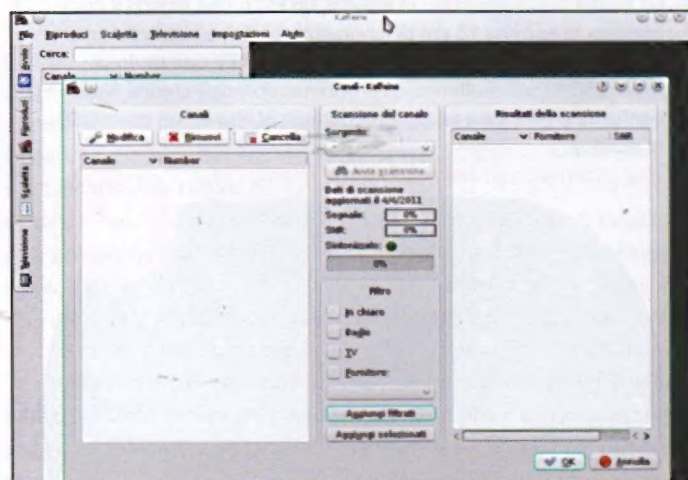 Kaffeine
File Riproduci Scaletta Televisione Impostazioni Aiuto
Cerca:
Canale Number
Avvio
Riproduci
Scaletta
Televisione
Canali - Kaffeine
Canali
Modifica Rimuovi Cancella
Canale Number
Scansione del canale
Sorgente:
Avvia scansione
Dati di scansione
aggiornati il 4/4/2011
Segnale: 0%
SNR: 0%
Sintonizzato:
0%
Filtro
In chiaro
Radio
TV
Fornitore:
Aggiungi filtrati
Aggiungi selezionati
Risultati della scansione
Canale Fornitore SNR
OK Annulla